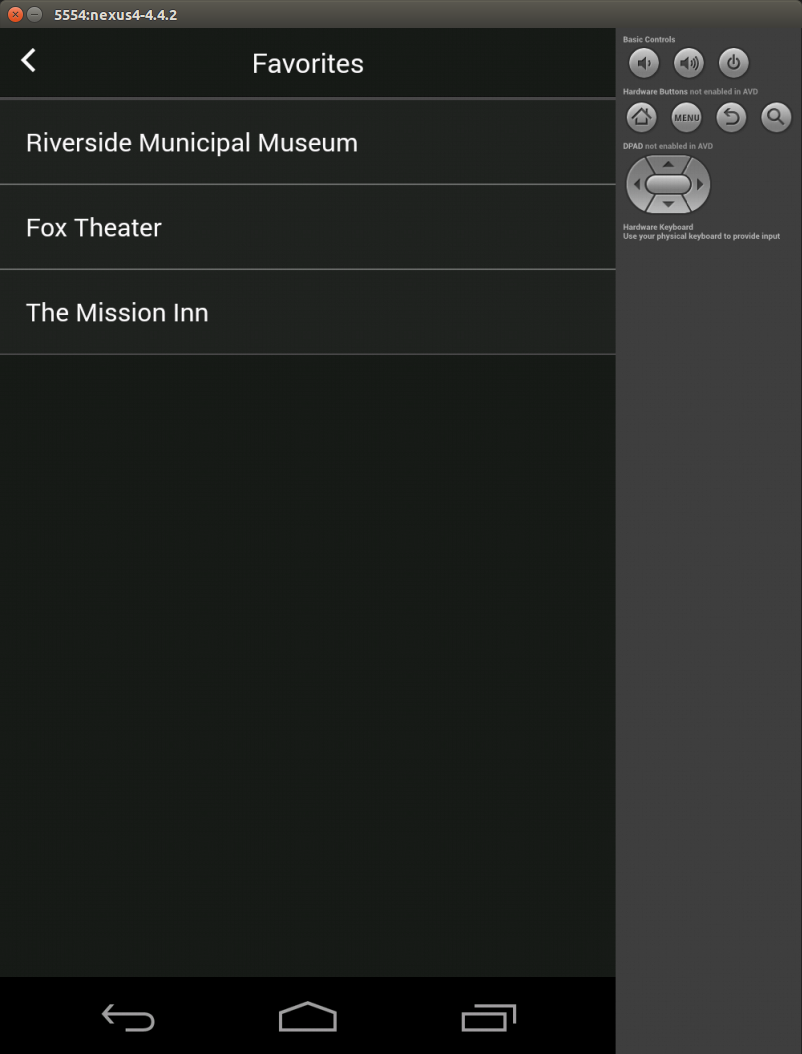 5554:nexus4-4.4.2
Favorites
Riverside Municipal Museum
Fox Theater
The Mission Inn
Basic Controls
Hardware Buttons not enabled in AVD
MENU
DPAD not enabled in AVD
Hardware Keyboard
Use your physical keyboard to provide input